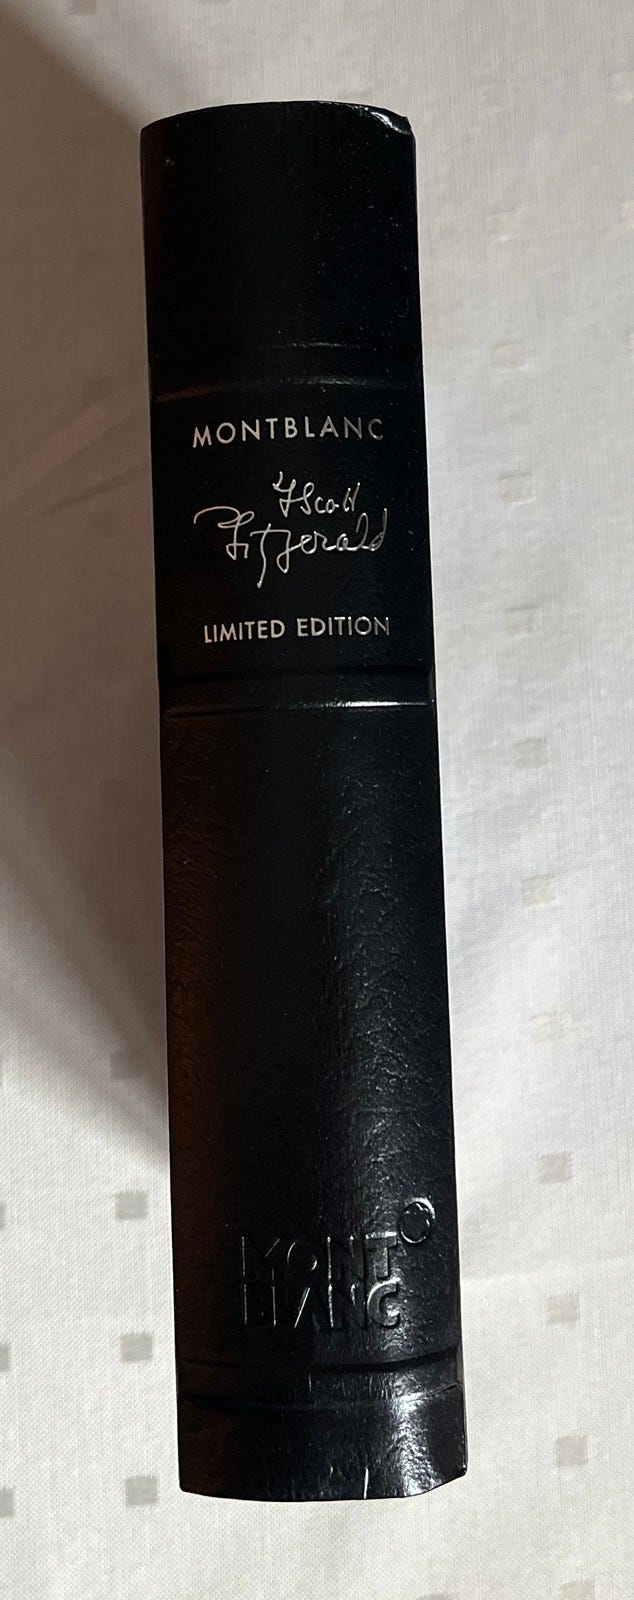 MONTBLANC
F Scott
Fitzgerald
LIMITED EDITION
MONT
BLANC